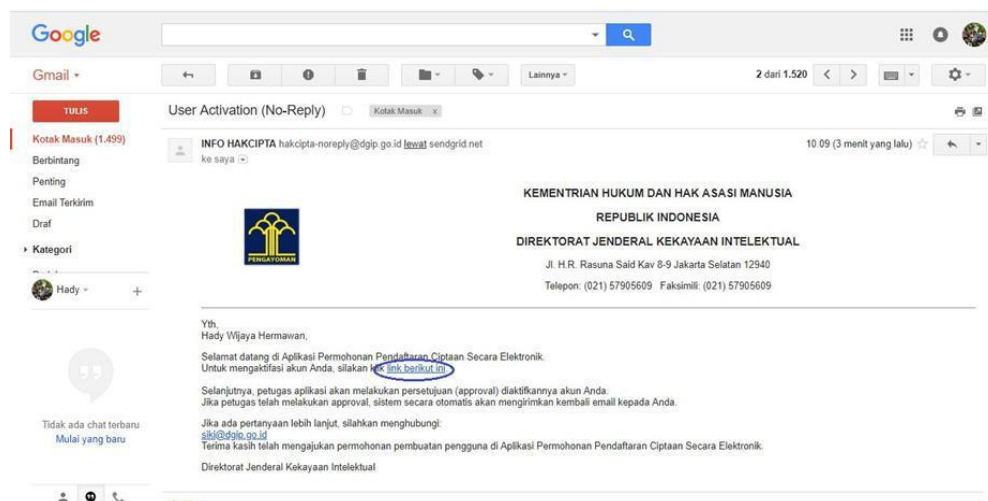 Google
Gmail
Lainnya
2 dari 1.520
TULIS
User Activation (No-Reply)
Kotak Masuk x
Kotak Masuk (1.499)
Berbintang
Penting
Email Terkirim
Draf
Kategori
Hady
+
INFO HAKCIPTA hakcipta-noreply@dgip.go.id lewat sendgrid.net
10.09 (3 menit yang lalu)
ke saya
KEMENTRIAN HUKUM DAN HAK ASASI MANUSIA
REPUBLIK INDONESIA
DIREKTORAT JENDERAL KEKAYAAN INTELEKTUAL
Jl. H.R. Rasuna Said Kav 8-9 Jakarta Selatan 12940
Telepon: (021) 57905609 Faksimili: (021) 57905609
PENGAYOMAN
Yth,
Hady Wijaya Hermawan,
Selamat datang di Aplikasi Permohonan Pendaftaran Ciptaan Secara Elektronik.
Untuk mengaktifasi akun Anda, silakan klik link berikut ini
Selanjutnya, petugas aplikasi akan melakukan persetujuan (approval) diaktifkannya akun Anda.
Jika petugas telah melakukan approval, sistem secara otomatis akan mengirimkan kembali email kepada Anda.
Jika ada pertanyaan lebih lanjut, silahkan menghubungi:
siki@dgip.go.id
Terima kasih telah mengajukan permohonan pembuatan pengguna di Aplikasi Permohonan Pendaftaran Ciptaan Secara Elektronik.
Direktorat Jenderal Kekayaan Intelektual
Tidak ada chat terbaru
Mulai yang baru